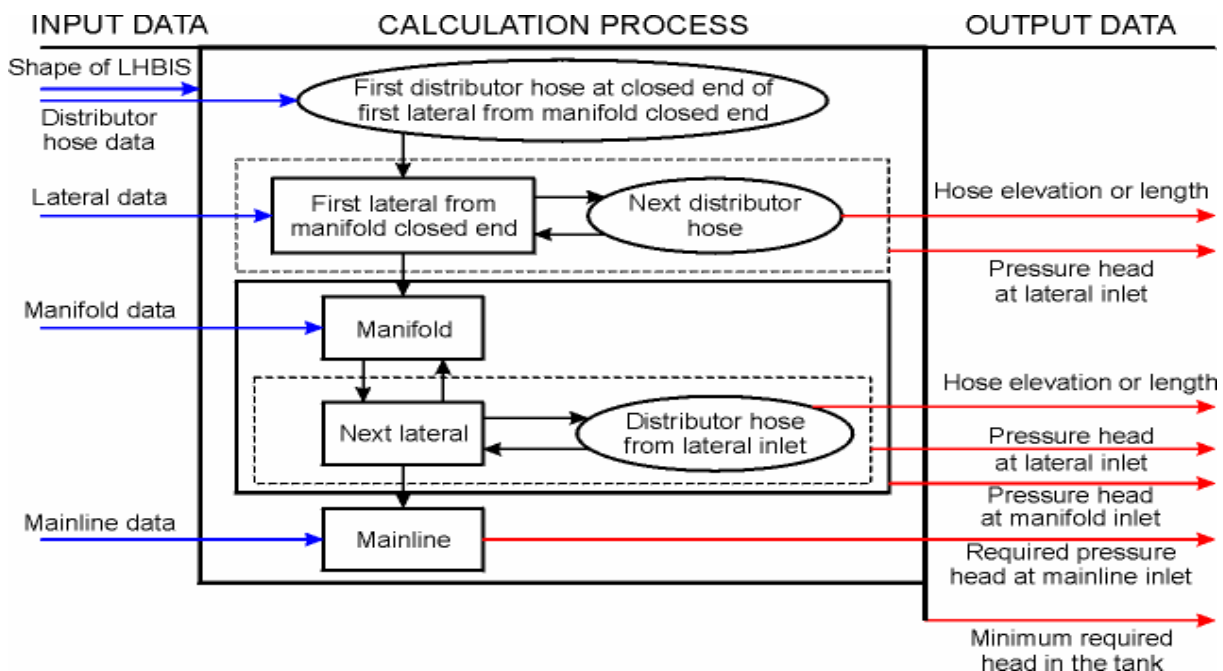 INPUT DATA
CALCULATION PROCESS
OUTPUT DATA
Shape of LHBIS
Distributor
hose data
First distributor hose at closed end of
first lateral from manifold closed end
Lateral data
First lateral from
manifold closed end
Next distributor
hose
Hose elevation or length
Pressure head
at lateral inlet
Manifold data
Manifold
Next lateral
Distributor hose
from lateral inlet
Hose elevation or length
Pressure head
at lateral inlet
Pressure head
at manifold inlet
Mainline data
Mainline
Required pressure
head at mainline inlet
Minimum required
head in the tank